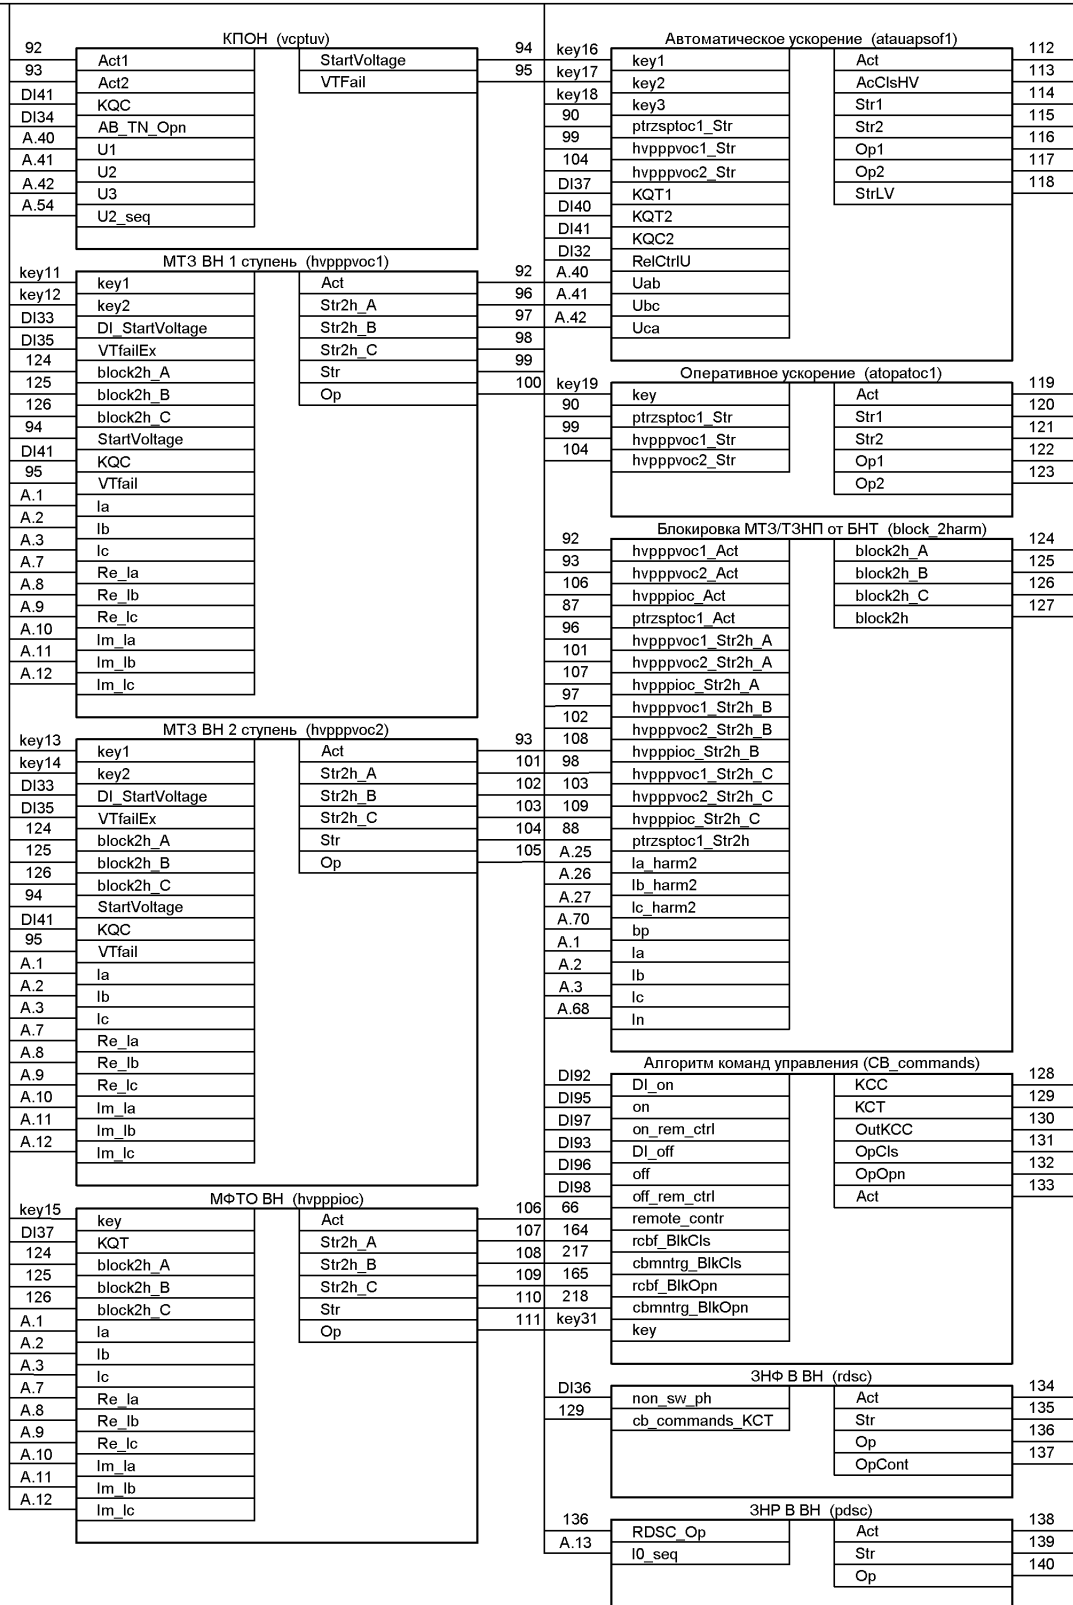 КПОН (vcptuv)
92 Act1 StartVoltage 94
93 Act2 VTFail 95
DI41 KQC
DI34 AB_TN_Opn
A.40 U1
A.41 U2
A.42 U3
A.54 U2_seq
МТЗ ВН 1 ступень (hvpppvoc1)
key11 key1 Act 92
key12 key2 Str2h_A 96
DI33 DI_StartVoltage Str2h_B 97
DI35 VTfailEx Str2h_C 98
124 block2h_A Str 99
125 block2h_B Op 100
126 block2h_C
94 StartVoltage
DI41 KQC
95 VTfail
A.1 Ia
A.2 Ib
A.3 Ic
A.7 Re_Ia
A.8 Re_Ib
A.9 Re_Ic
A.10 Im_Ia
A.11 Im_Ib
A.12 Im_Ic
МТЗ ВН 2 ступень (hvpppvoc2)
key13 key1 Act 93
key14 key2 Str2h_A 101
DI33 DI_StartVoltage Str2h_B 102
DI35 VTfailEx Str2h_C 103
124 block2h_A Str 104
125 block2h_B Op 105
126 block2h_C
94 StartVoltage
DI41 KQC
95 VTfail
A.1 Ia
A.2 Ib
A.3 Ic
A.7 Re_Ia
A.8 Re_Ib
A.9 Re_Ic
A.10 Im_Ia
A.11 Im_Ib
A.12 Im_Ic
МФТО ВН (hvpppioc)
key15 key Act 106
DI37 KQT Str2h_A 107
124 block2h_A Str2h_B 108
125 block2h_B Str2h_C 109
126 block2h_C Str 110
A.1 Ia Op 111
A.2 Ib
A.3 Ic
A.7 Re_Ia
A.8 Re_Ib
A.9 Re_Ic
A.10 Im_Ia
A.11 Im_Ib
A.12 Im_Ic
Автоматическое ускорение (atauapsof1)
key16 key1 Act 112
key17 key2 AcClsHV 113
key18 key3 Str1 114
90 ptrzsptoc1_Str Str2 115
99 hvpppvoc1_Str Op1 116
104 hvpppvoc2_Str Op2 117
DI37 KQT1 StrLV 118
DI40 KQT2
DI41 KQC2
DI32 RelCtrlU
A.40 Uab
A.41 Ubc
A.42 Uca
Оперативное ускорение (atopatoc1)
key19 key Act 119
90 ptrzsptoc1_Str Str1 120
99 hvpppvoc1_Str Str2 121
104 hvpppvoc2_Str Op1 122
Op2 123
Блокировка МТЗ/ТЗНП от БНТ (block_2harm)
92 hvpppvoc1_Act block2h_A 124
93 hvpppvoc2_Act block2h_B 125
106 hvpppioc_Act block2h_C 126
87 ptrzsptoc1_Act block2h 127
96 hvpppvoc1_Str2h_A
101 hvpppvoc2_Str2h_A
107 hvpppioc_Str2h_A
97 hvpppvoc1_Str2h_B
102 hvpppvoc2_Str2h_B
108 hvpppioc_Str2h_B
98 hvpppvoc1_Str2h_C
103 hvpppvoc2_Str2h_C
109 hvpppioc_Str2h_C
88 ptrzsptoc1_Str2h
A.25 Ia_harm2
A.26 Ib_harm2
A.27 Ic_harm2
A.70 bp
A.1 Ia
A.2 Ib
A.3 Ic
A.68 In
Алгоритм команд управления (CB_commands)
DI92 DI_on KCC 128
DI95 on KCT 129
DI97 on_rem_ctrl OutKCC 130
DI93 DI_off OpCls 131
DI96 off OpOpn 132
DI98 off_rem_ctrl Act 133
66 remote_contr
164 rcbf_BlkCls
217 cbmntrg_BlkCls
165 rcbf_BlkOpn
218 cbmntrg_BlkOpn
key31 key
ЗНФ В ВН (rdsc)
DI36 non_sw_ph Act 134
129 cb_commands_KCT Str 135
Op 136
OpCont 137
ЗНР В ВН (pdsc)
136 RDSC_Op Act 138
A.13 I0_seq Str 139
Op 140